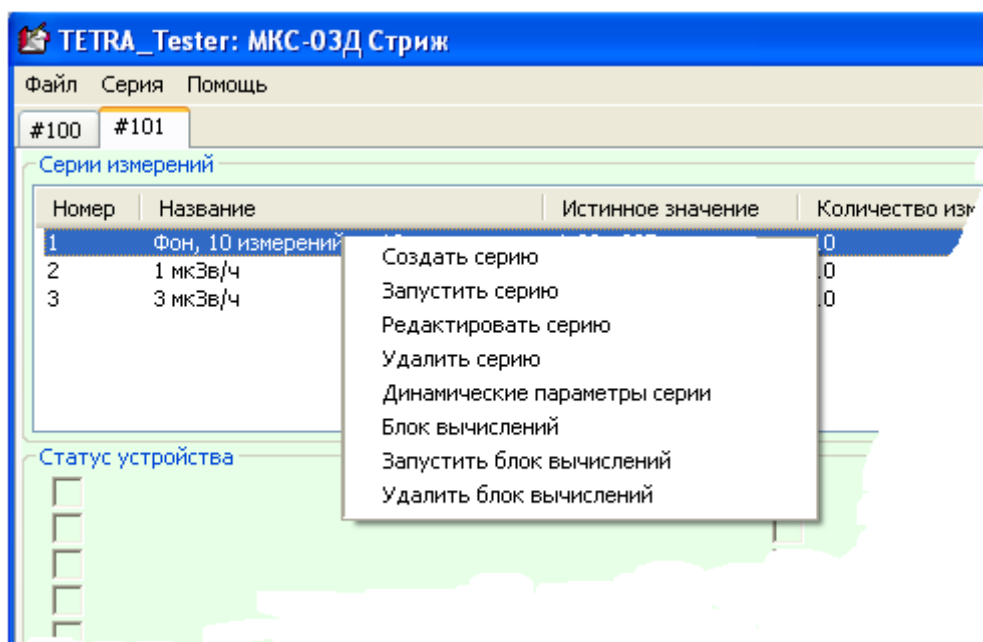 TETRA_Tester: МКС-03Д Стриж
Файл Серия Помощь
#100 #101
Серии измерений
Номер Название Истинное значение Количество
1 Фон, 10 измерений
2 1 мкЗв/ч
3 3 мкЗв/ч
Создать серию
Запустить серию
Редактировать серию
Удалить серию
Динамические параметры серии
Блок вычислений
Запустить блок вычислений
Удалить блок вычислений
Статус устройства